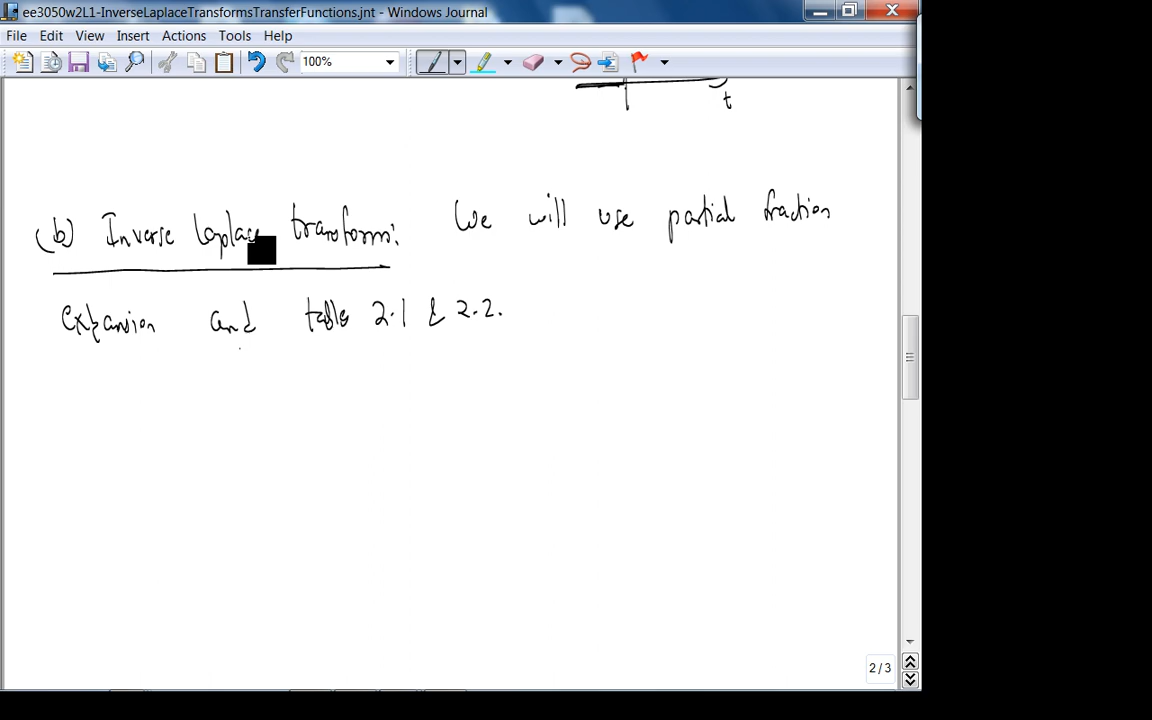 ee3050w2L1-InverseLaplaceTransformsTransferFunctions.jnt - Windows Journal
File Edit View Insert Actions Tools Help
100%
t
(b) Inverse Laplace transform: We will use partial fraction
expansion and table 2.1 & 2.2.
2 / 3